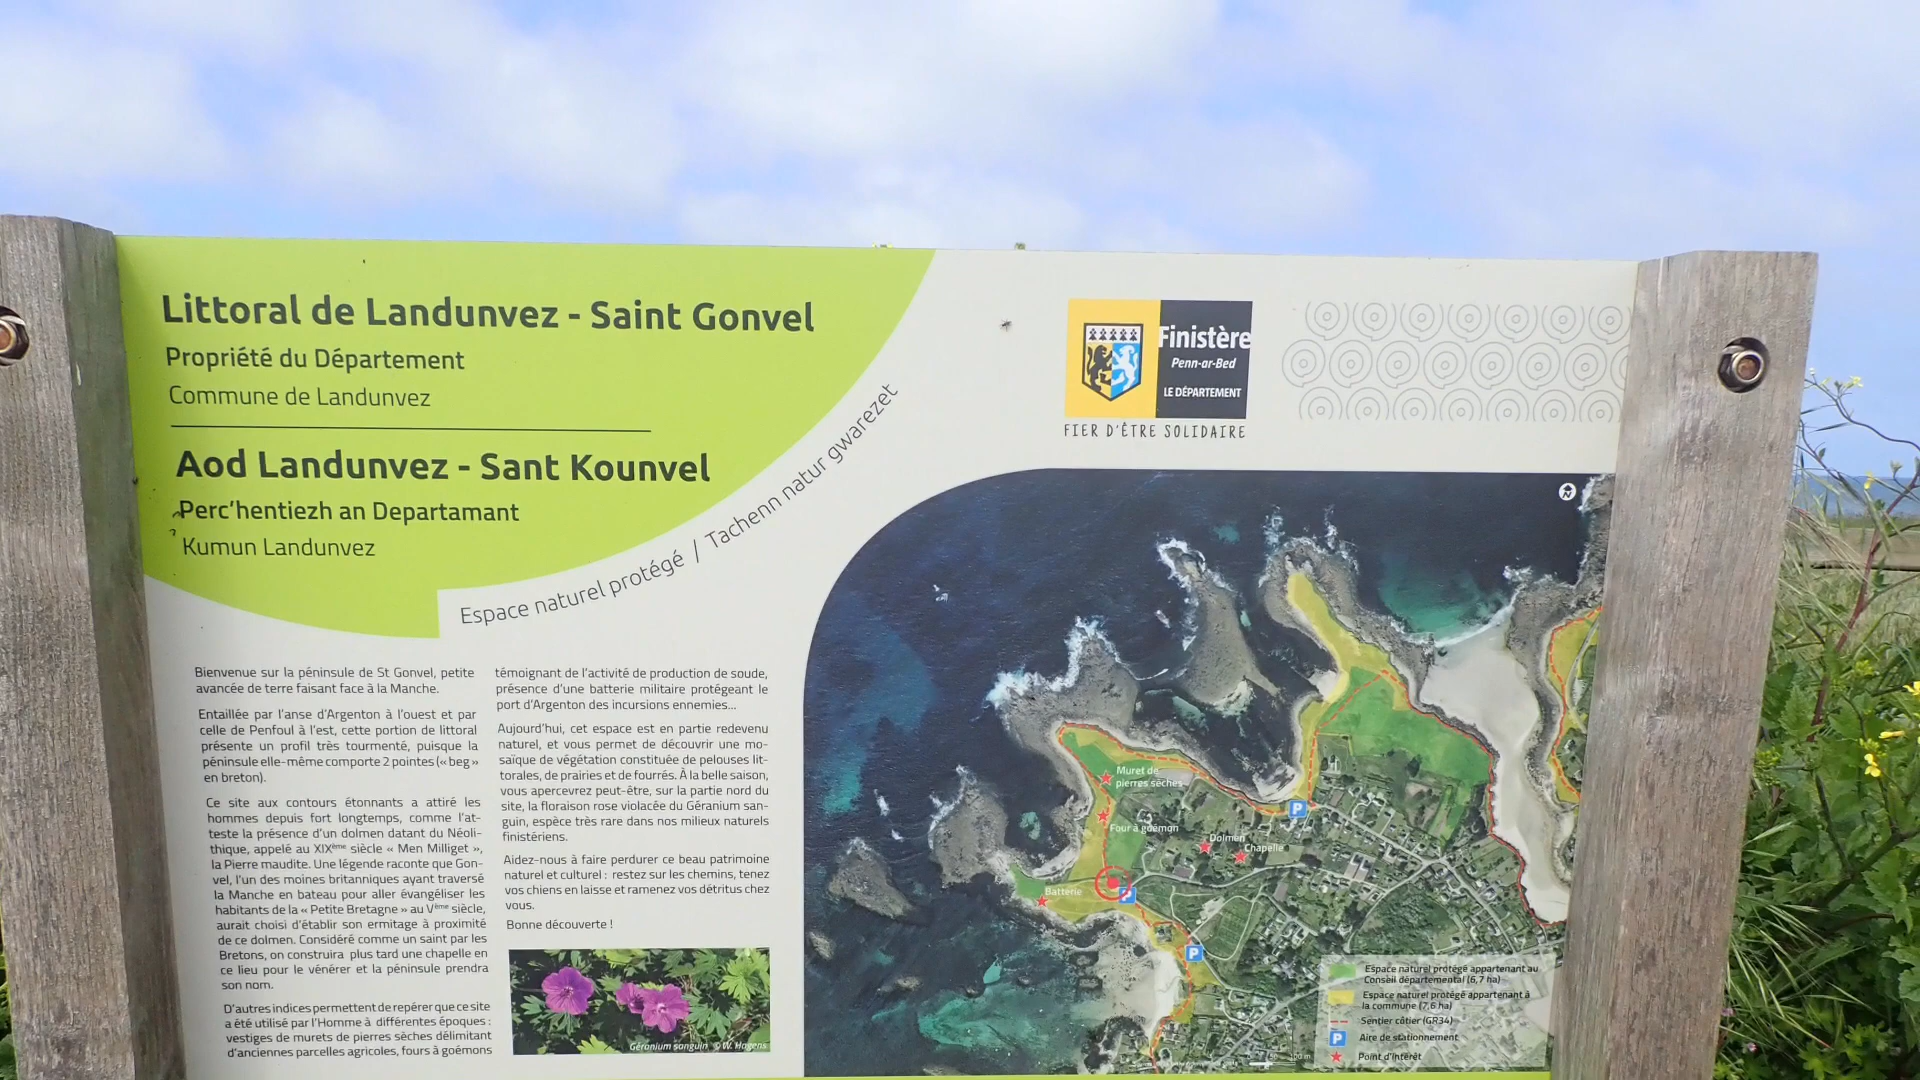 Littoral de Landunvez - Saint Gonvel
Propriété du Département
Commune de Landunvez
Aod Landunvez - Sant Kounvel
Perc'hentiezh an Departamant
Kumun Landunvez
Espace naturel protégé / Tachenn natur gwarezet
Finistère
Penn-ar-Bed
LE DÉPARTEMENT
FIER D'ÊTRE SOLIDAIRE
Bienvenue sur la péninsule de St Gonvel, petite
avancée de terre faisant face à la Manche.
Entaillée par l'anse d'Argenton à l'ouest et par
celle de Penfoul à l'est, cette portion de littoral
présente un profil très tourmenté, puisque la
péninsule elle-même comporte 2 pointes (« beg »
en breton).
Ce site aux contours étonnants a attiré les
hommes depuis fort longtemps, comme l'at-
teste la présence d'un dolmen datant du Néoli-
thique, appelé au XIXème siècle « Men Milliget »,
la Pierre maudite. Une légende raconte que Gon-
vel, l'un des moines britanniques ayant traversé
la Manche en bateau pour aller évangéliser les
habitants de la « Petite Bretagne » au Vème siècle,
aurait choisi d'établir son ermitage à proximité
de ce dolmen. Considéré comme un saint par les
Bretons, on construira plus tard une chapelle en
ce lieu pour le vénérer et la péninsule prendra
son nom.
D'autres indices permettent de repérer que ce site
a été utilisé par l'Homme à différentes époques :
vestiges de murets de pierres sèches délimitant
d'anciennes parcelles agricoles, fours à goémons
témoignant de l'activité de production de soude,
présence d'une batterie militaire protégeant le
port d'Argenton des incursions ennemies...
Aujourd'hui, cet espace est en partie redevenu
naturel, et vous permet de découvrir une mo-
saïque de végétation constituée de pelouses lit-
torales, de prairies et de fourrés. À la belle saison,
vous apercevrez peut-être, sur la partie nord du
site, la floraison rose violacée du Géranium san-
guin, espèce très rare dans nos milieux naturels
finistériens.
Aidez-nous à faire perdurer ce beau patrimoine
naturel et culturel : restez sur les chemins, tenez
vos chiens en laisse et ramenez vos détritus chez
vous.
Bonne découverte !
Géranium sanguin ©W. Hagens
N
Muret de
pierres sèches
P
Four à goémon
Dolmen
Chapelle
Batterie
P
P
Espace naturel protégé appartenant au
Conseil départemental (6,7 ha)
Espace naturel protégé appartenant à
la commune (7,6 ha)
Sentier côtier (GR34)
P Aire de stationnement
Point d'intérêt
50 100 m